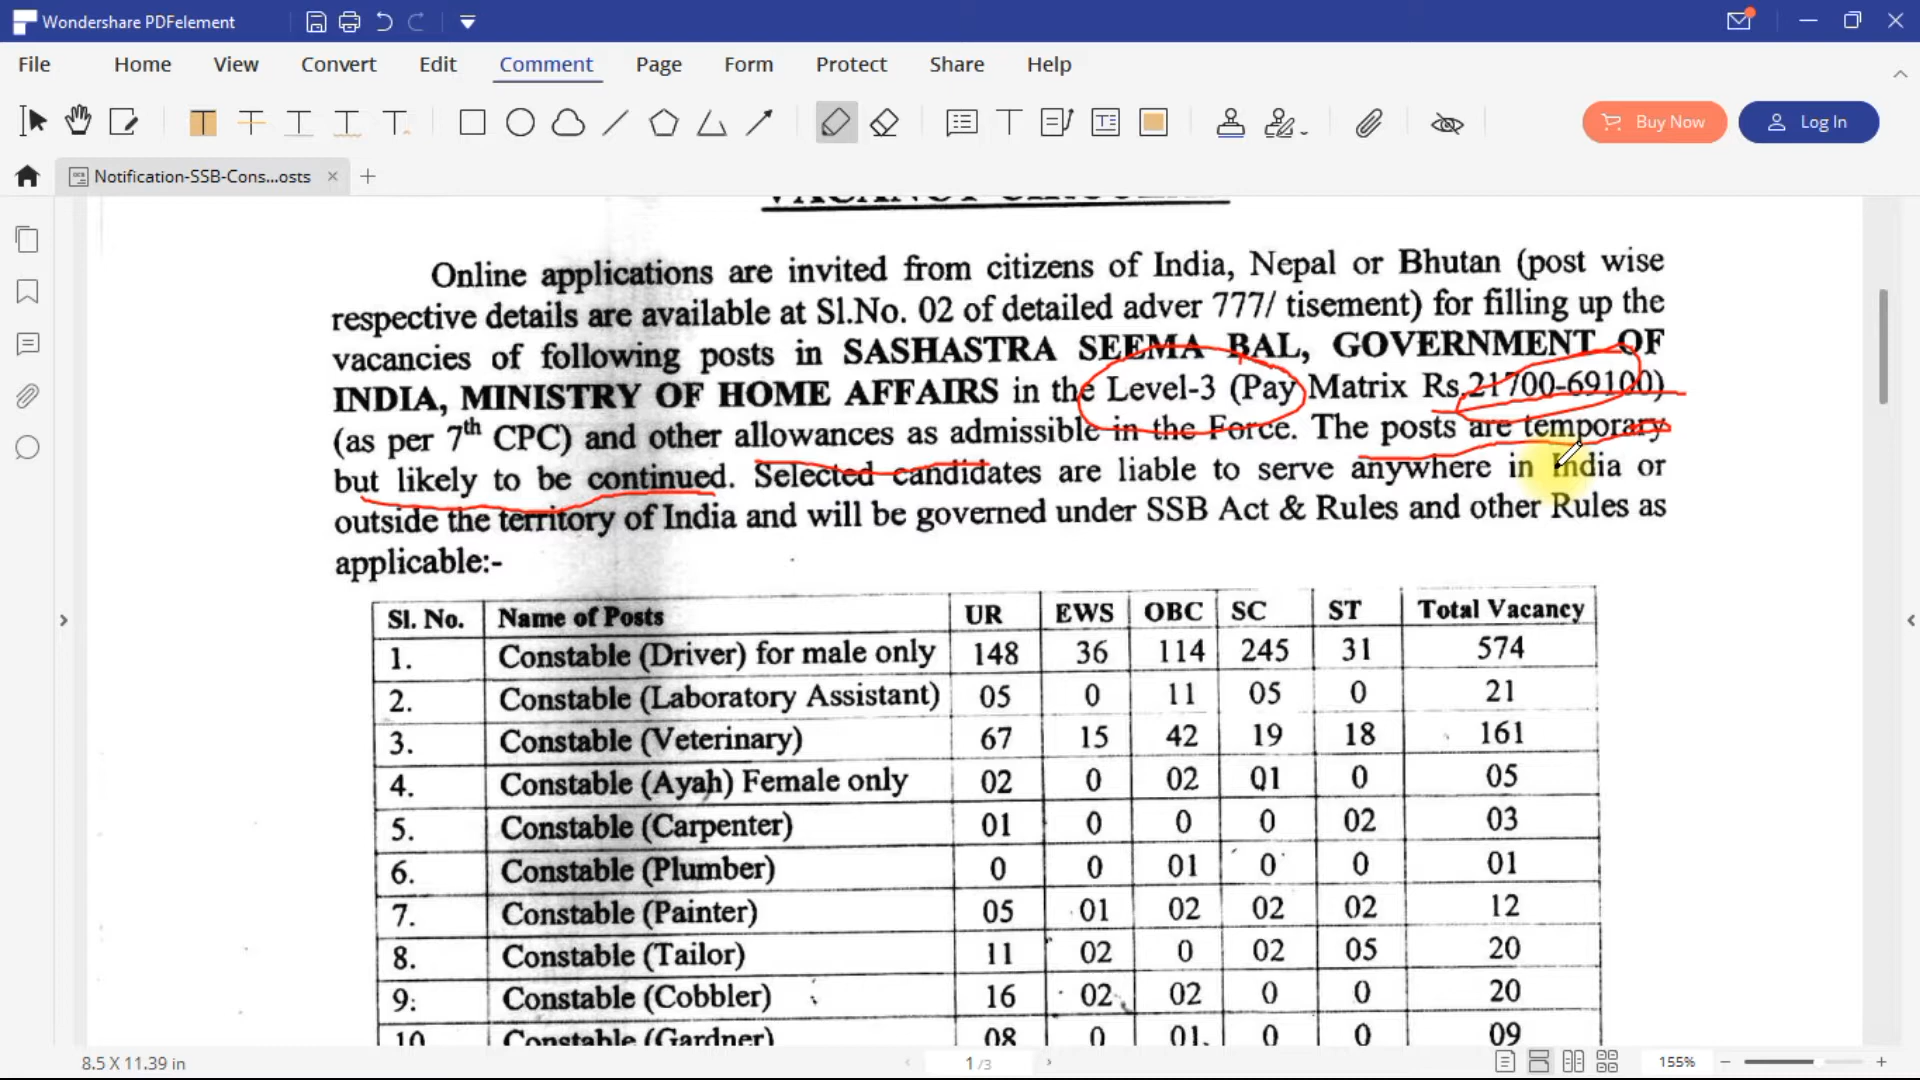 Wondershare PDFelement
File Home View Convert Edit Comment Page Form Protect Share Help
Buy Now Log In
Notification-SSB-Cons...osts
Online applications are invited from citizens of India, Nepal or Bhutan (post wise
respective details are available at Sl.No. 02 of detailed adver 777/ tisement) for filling up the
vacancies of following posts in SASHASTRA SEEMA BAL, GOVERNMENT OF
INDIA, MINISTRY OF HOME AFFAIRS in the Level-3 (Pay Matrix Rs.21700-69100)
(as per 7th CPC) and other allowances as admissible in the Force. The posts are temporary
but likely to be continued. Selected candidates are liable to serve anywhere in India or
outside the territory of India and will be governed under SSB Act & Rules and other Rules as
applicable:-
Sl. No. Name of Posts UR EWS OBC SC ST Total Vacancy
1. Constable (Driver) for male only 148 36 114 245 31 574
2. Constable (Laboratory Assistant) 05 0 11 05 0 21
3. Constable (Veterinary) 67 15 42 19 18 161
4. Constable (Ayah) Female only 02 0 02 01 0 05
5. Constable (Carpenter) 01 0 0 0 02 03
6. Constable (Plumber) 0 0 01 0 0 01
7. Constable (Painter) 05 01 02 02 02 12
8. Constable (Tailor) 11 02 0 02 05 20
9. Constable (Cobbler) 16 02 02 0 0 20
10 Constable (Gardner) 08 0 01 0 0 09
8.5 X 11.39 in 1 /3 155%